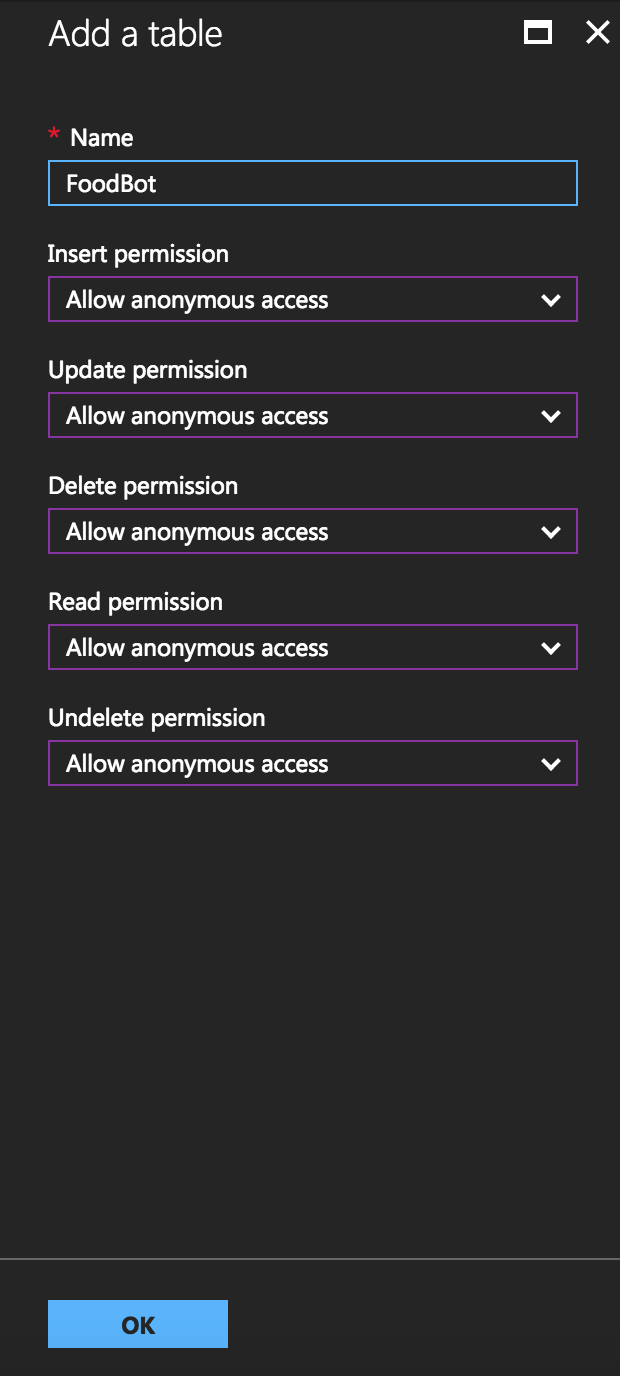 Add a table
* Name
FoodBot
Insert permission
Allow anonymous access
Update permission
Allow anonymous access
Delete permission
Allow anonymous access
Read permission
Allow anonymous access
Undelete permission
Allow anonymous access
OK